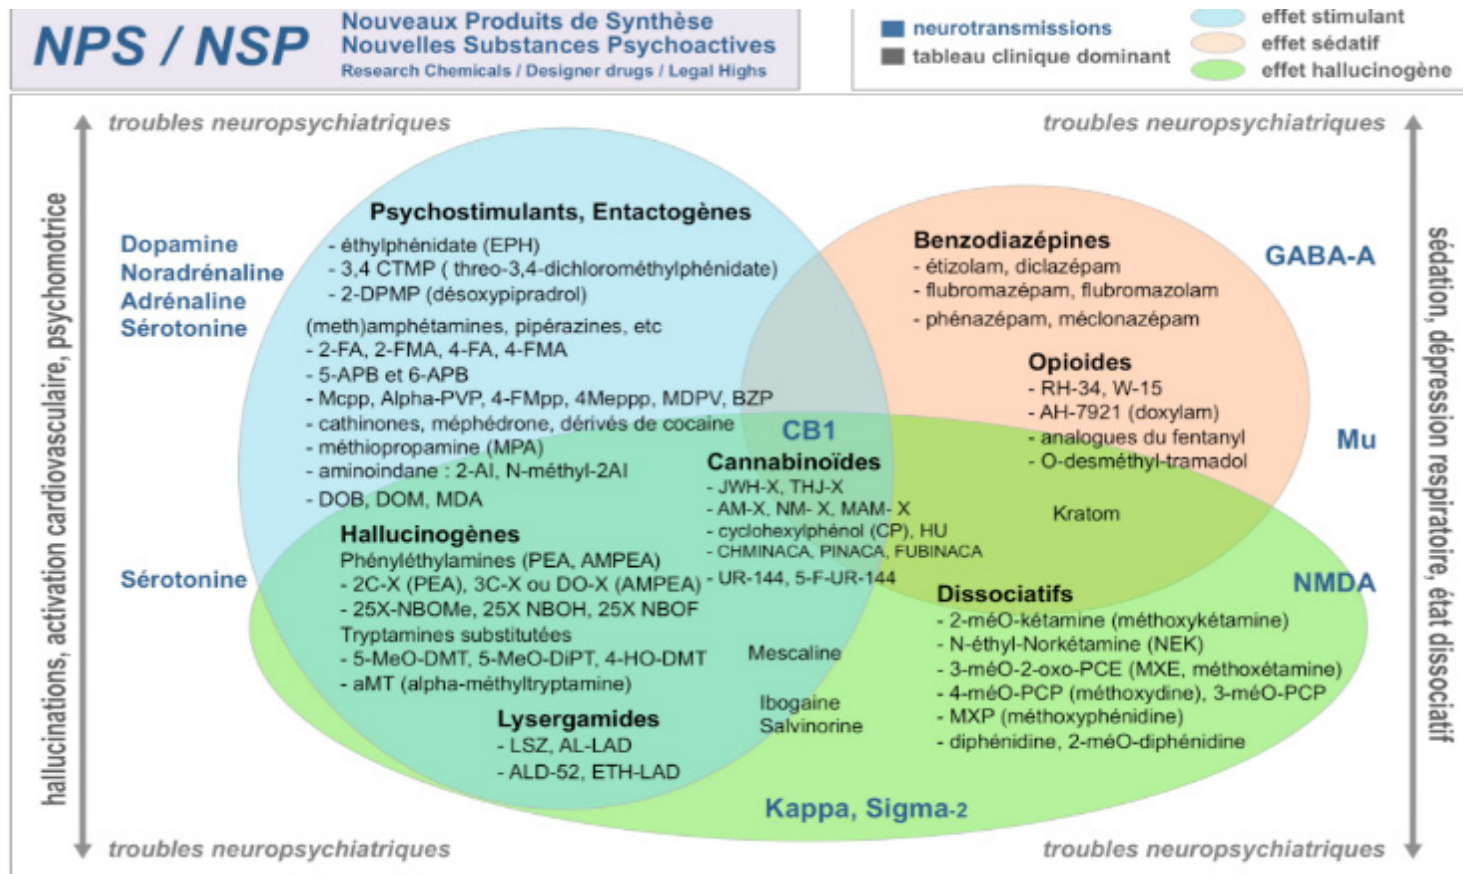 NPS / NSP
Nouveaux Produits de Synthèse
Nouvelles Substances Psychoactives
Research Chemicals / Designer drugs / Legal Highs
neurotransmissions
tableau clinique dominant
effet stimulant
effet sédatif
effet hallucinogène
troubles neuropsychiatriques
troubles neuropsychiatriques
hallucinations, activation cardiovasculaire, psychomotrice
Dopamine
Noradrénaline
Adrénaline
Sérotonine
Sérotonine
Psychostimulants, Entactogènes
- éthylphénidate (EPH)
- 3,4 CTMP ( threo-3,4-dichlorométhylphénidate)
- 2-DPMP (désoxypipradrol)
(meth)amphétamines, pipérazines, etc
- 2-FA, 2-FMA, 4-FA, 4-FMA
- 5-APB et 6-APB
- Mcpp, Alpha-PVP, 4-FMpp, 4Meppp, MDPV, BZP
- cathinones, méphédrone, dérivés de cocaine
- méthiopropamine (MPA)
- aminoindane : 2-AI, N-méthyl-2AI
- DOB, DOM, MDA
Hallucinogènes
Phényléthylamines (PEA, AMPEA)
- 2C-X (PEA), 3C-X ou DO-X (AMPEA)
- 25X-NBOMe, 25X NBOH, 25X NBOF
Tryptamines substitutées
- 5-MeO-DMT, 5-MeO-DiPT, 4-HO-DMT
- aMT (alpha-méthyltryptamine)
Lysergamides
- LSZ, AL-LAD
- ALD-52, ETH-LAD
CB1
Cannabinoïdes
- JWH-X, THJ-X
- AM-X, NM- X, MAM- X
- cyclohexylphénol (CP), HU
- CHMINACA, PINACA, FUBINACA
- UR-144, 5-F-UR-144
Mescaline
Ibogaine
Salvinorine
Kappa, Sigma-2
Benzodiazépines
- étizolam, diclazépam
- flubromazépam, flubromazolam
- phénazépam, méclonazépam
Opioides
- RH-34, W-15
- AH-7921 (doxylam)
- analogues du fentanyl
- O-desméthyl-tramadol
Kratom
Dissociatifs
- 2-méO-kétamine (méthoxykétamine)
- N-éthyl-Norkétamine (NEK)
- 3-méO-2-oxo-PCE (MXE, méthoxétamine)
- 4-méO-PCP (méthoxydine), 3-méO-PCP
- MXP (méthoxyphénidine)
- diphénidine, 2-méO-diphénidine
GABA-A
Mu
NMDA
sédation, dépression respiratoire, état dissociatif
troubles neuropsychiatriques
troubles neuropsychiatriques